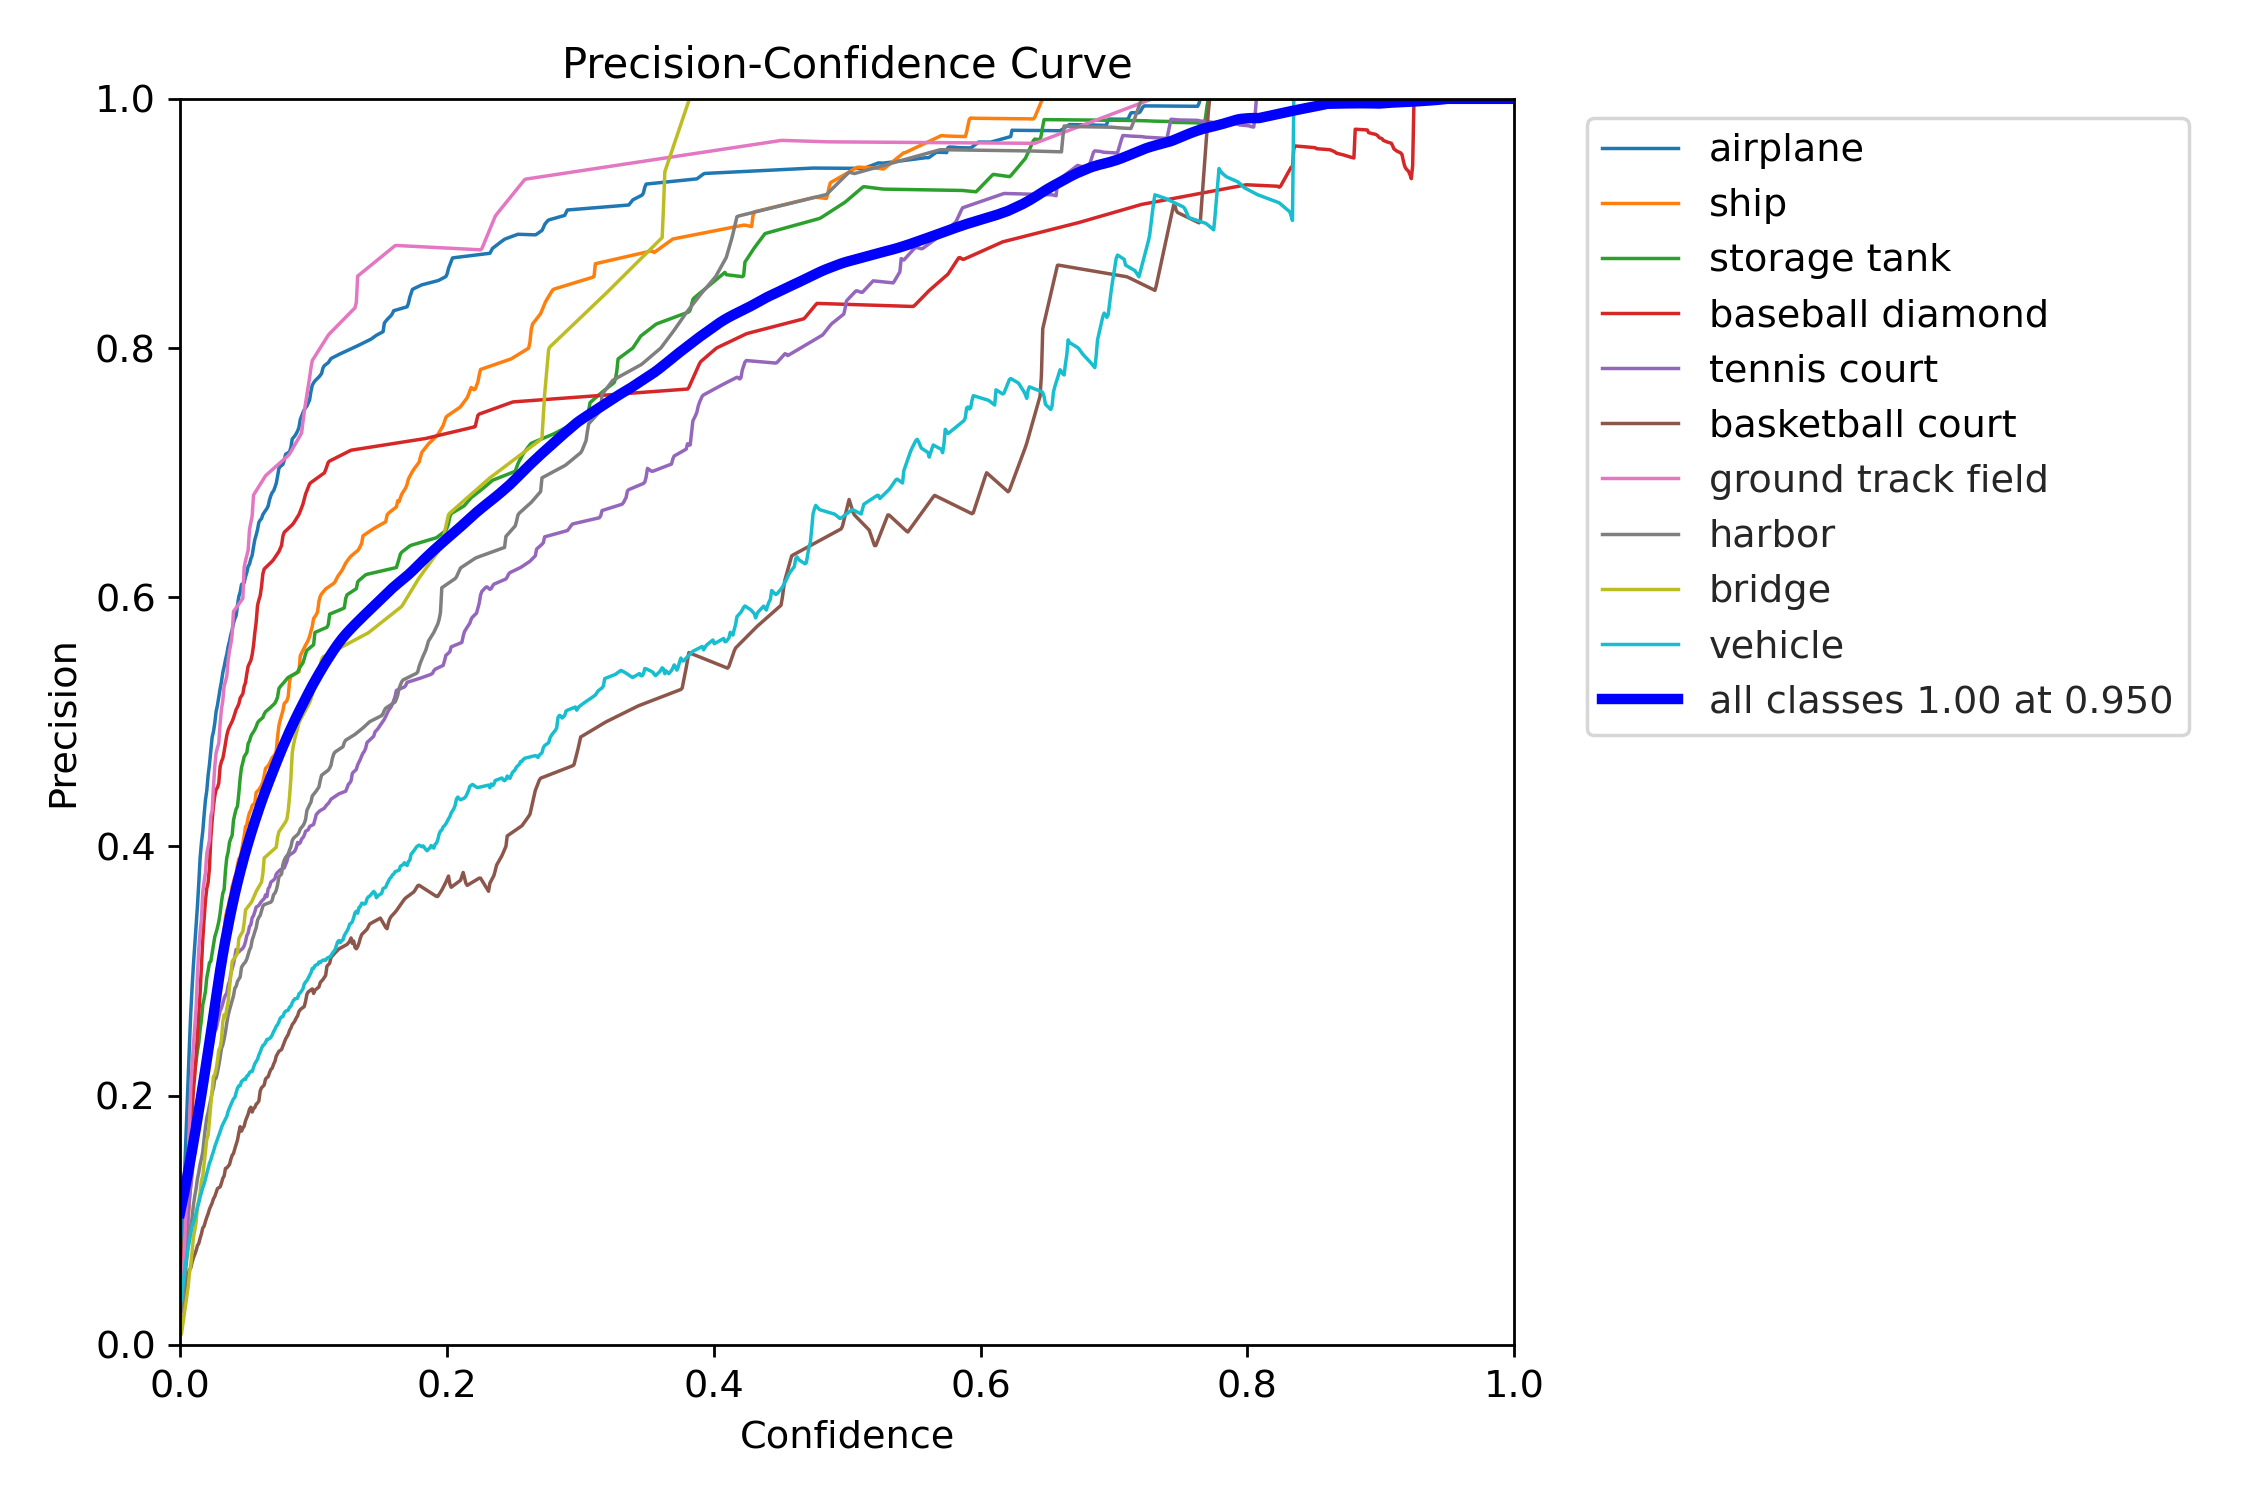 Precision-Confidence Curve
1.0
0.8
0.6
0.4
0.2
0.0
Precision
0.0 0.2 0.4 0.6 0.8 1.0
Confidence
airplane
ship
storage tank
baseball diamond
tennis court
basketball court
ground track field
harbor
bridge
vehicle
all classes 1.00 at 0.950